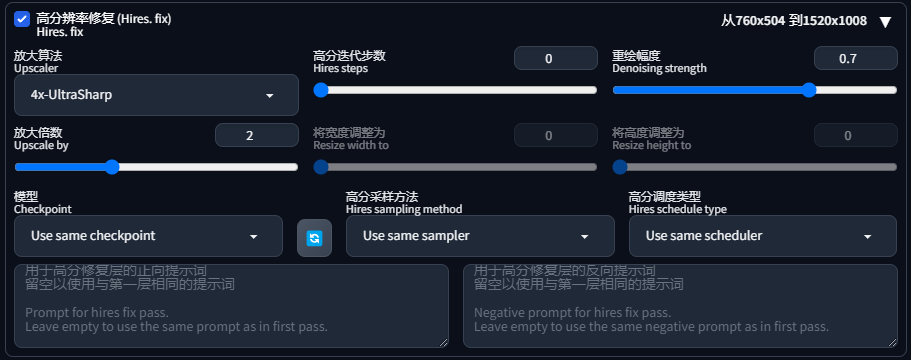 高分辨率修复 (Hires. fix)
Hires. fix
从760x504 到1520x1008 ▼
放大算法
Upscaler
4x-UltraSharp
高分迭代步数
Hires steps
0
重绘幅度
Denoising strength
0.7
放大倍数
Upscale by
2
将宽度调整为
Resize width to
0
将高度调整为
Resize height to
0
模型
Checkpoint
Use same checkpoint
高分采样方法
Hires sampling method
Use same sampler
高分调度类型
Hires schedule type
Use same scheduler
用于高分修复层的正向提示词
留空以使用与第一层相同的提示词
Prompt for hires fix pass.
Leave empty to use the same prompt as in first pass.
用于高分修复层的反向提示词
留空以使用与第一层相同的提示词
Negative prompt for hires fix pass.
Leave empty to use the same negative prompt as in first pass.